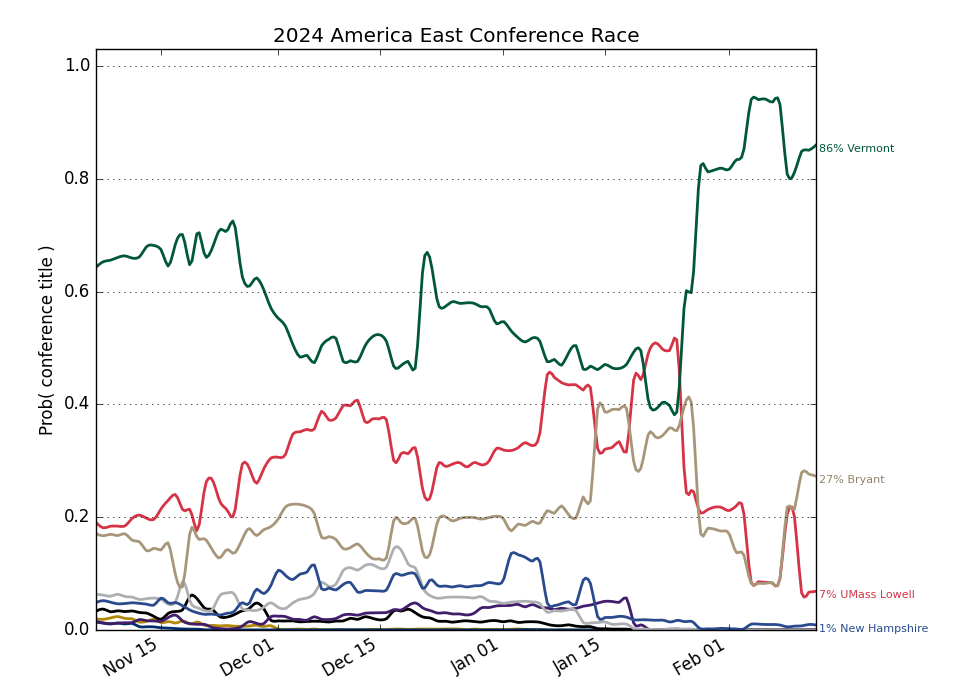 2024 America East Conference Race
Prob( conference title )
1.0
0.8
0.6
0.4
0.2
0.0
86% Vermont
27% Bryant
7% UMass Lowell
1% New Hampshire
Nov 15
Dec 01
Dec 15
Jan 01
Jan 15
Feb 01